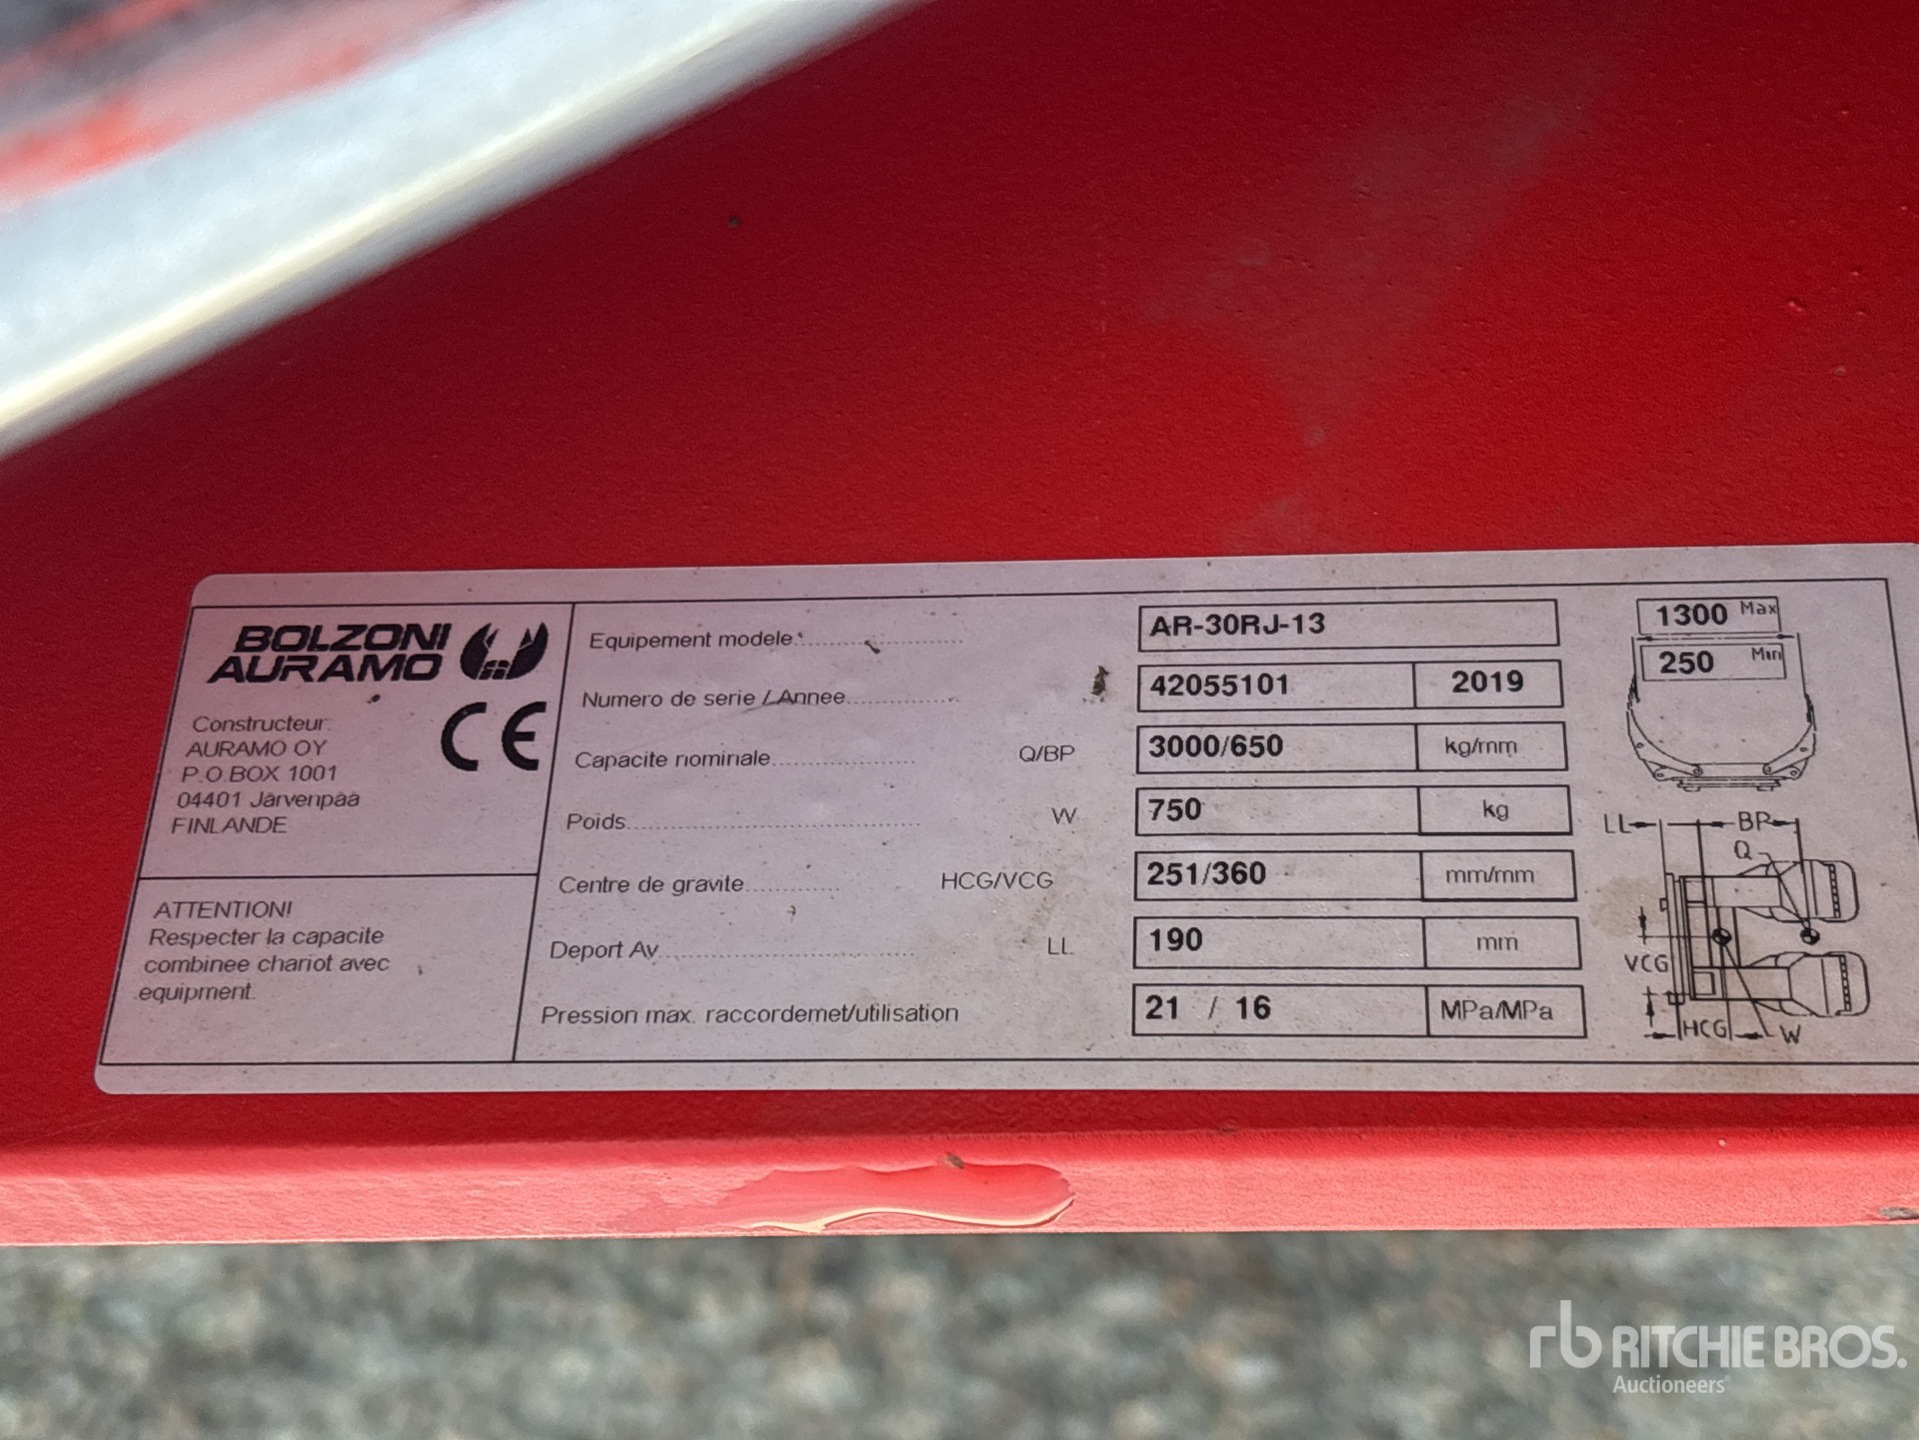 BOLZONI
AURAMO
CE
Constructeur:
AURAMO OY
P.O.BOX 1001
04401 Järvenpää
FINLANDE
ATTENTION!
Respecter la capacite
combinee chariot avec
equipment.
Equipement modele:.................... AR-30RJ-13
Numero de serie / Annee............... 42055101 2019
Capacite nominale.................... Q/BP 3000/650 kg/mm
Poids........................................ W 750 kg
Centre de gravite............. HCG/VCG 251/360 mm/mm
Deport Av.................................. LL 190 mm
Pression max. raccordemet/utilisation 21 / 16 MPa/MPa
1300 Max
250 Min
LL BP
Q
VCG
HCG W
rb RITCHIE BROS.
Auctioneers